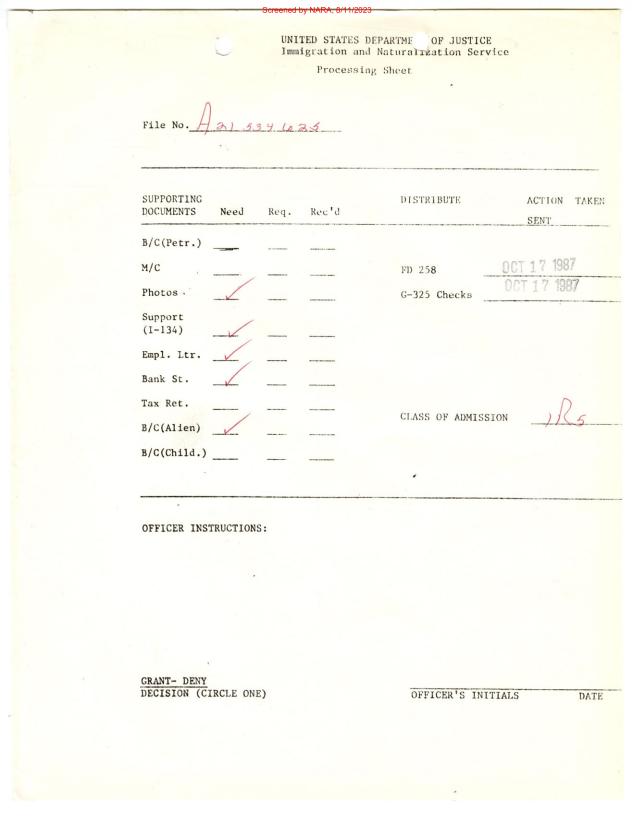 Screened by NARA, 8/11/2023
UNITED STATES DEPARTME OF JUSTICE
Immigration and Naturalization Service
Processing Sheet
File No. A 21 534 625
SUPPORTING DOCUMENTS Need Req. Rec'd
DISTRIBUTE
ACTION TAKEN
SENT
B/C(Petr.)
M/C
FD 258 OCT 17 1987
Photos ✓
G-325 Checks OCT 17 1987
Support (I-134) ✓
Empl. Ltr. ✓
Bank St. ✓
Tax Ret.
CLASS OF ADMISSION IR5
B/C(Alien) ✓
B/C(Child.)
OFFICER INSTRUCTIONS:
GRANT- DENY
DECISION (CIRCLE ONE)
OFFICER'S INITIALS DATE